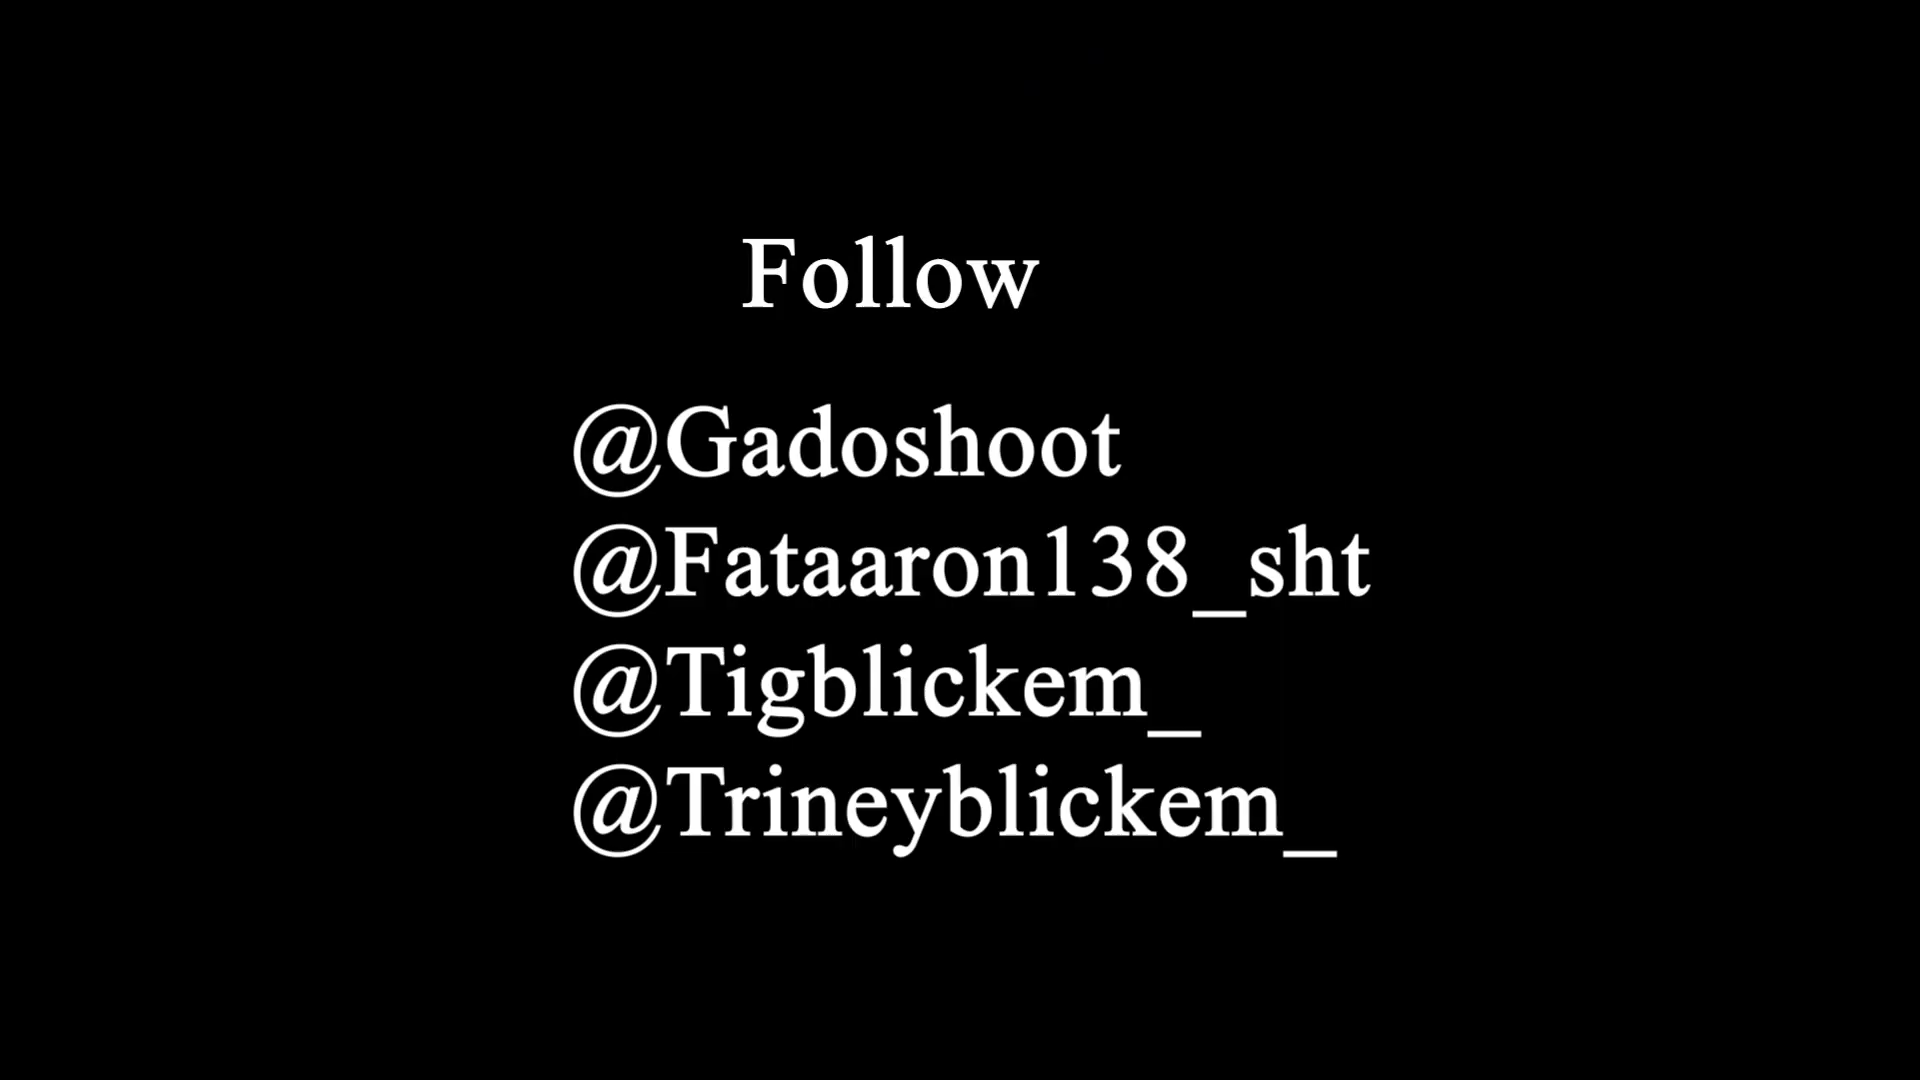 Follow
@Gadoshoot
@Fataaron138_sht
@Tigblickem_
@Trineyblickem_